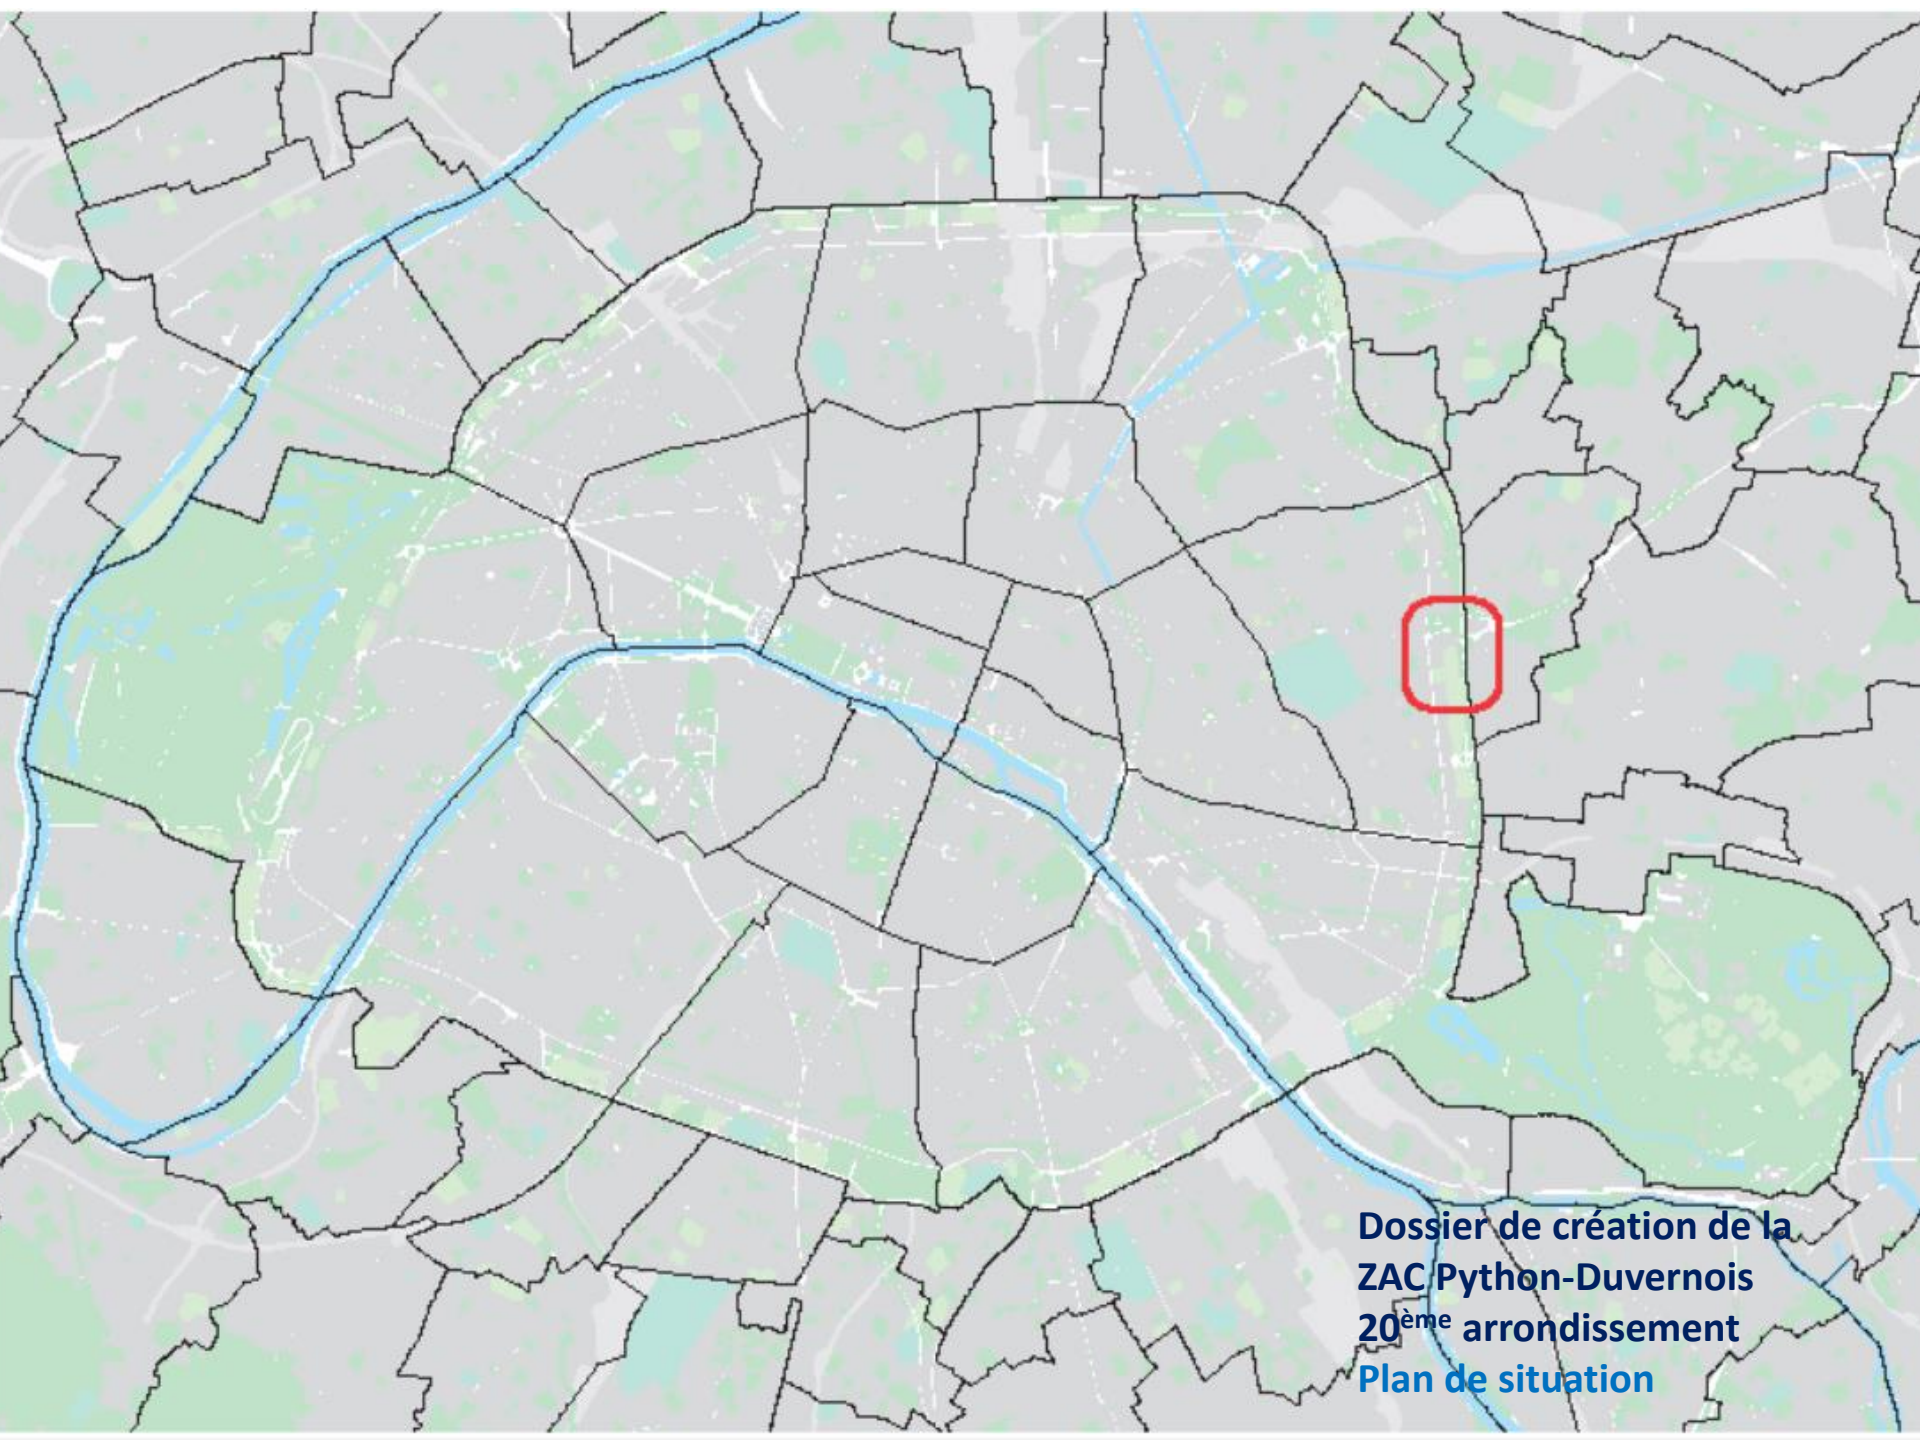 Dossier de création de la
ZAC Python-Duvernois
20ème arrondissement
Plan de situation